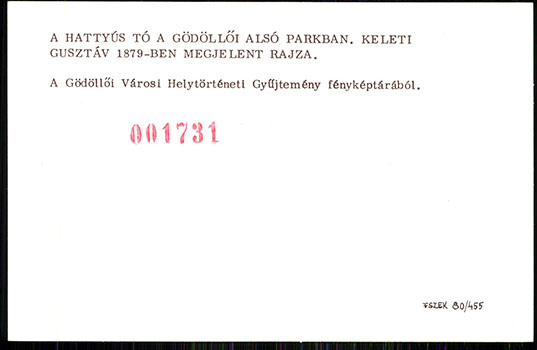 A HATTYÚS TÓ A GÖDÖLLŐI ALSÓ PARKBAN. KELETI
GUSZTÁV 1879-BEN MEGJELENT RAJZA.
A Gödöllői Városi Helytörténeti Gyűjtemény fényképtárából.
001731
FSZEK 80/455